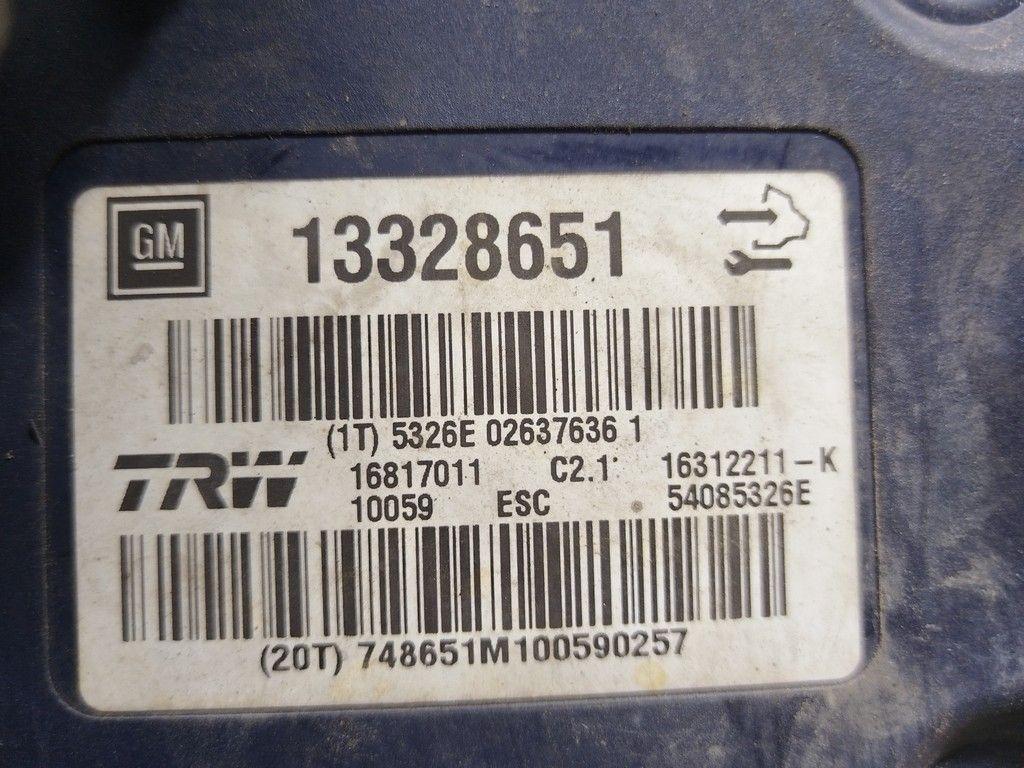 GM 13328651
(1T) 5326E 02637636 1
TRW 16817011 C2.1 16312211-K
10059 ESC 54085326E
(20T) 748651M100590257